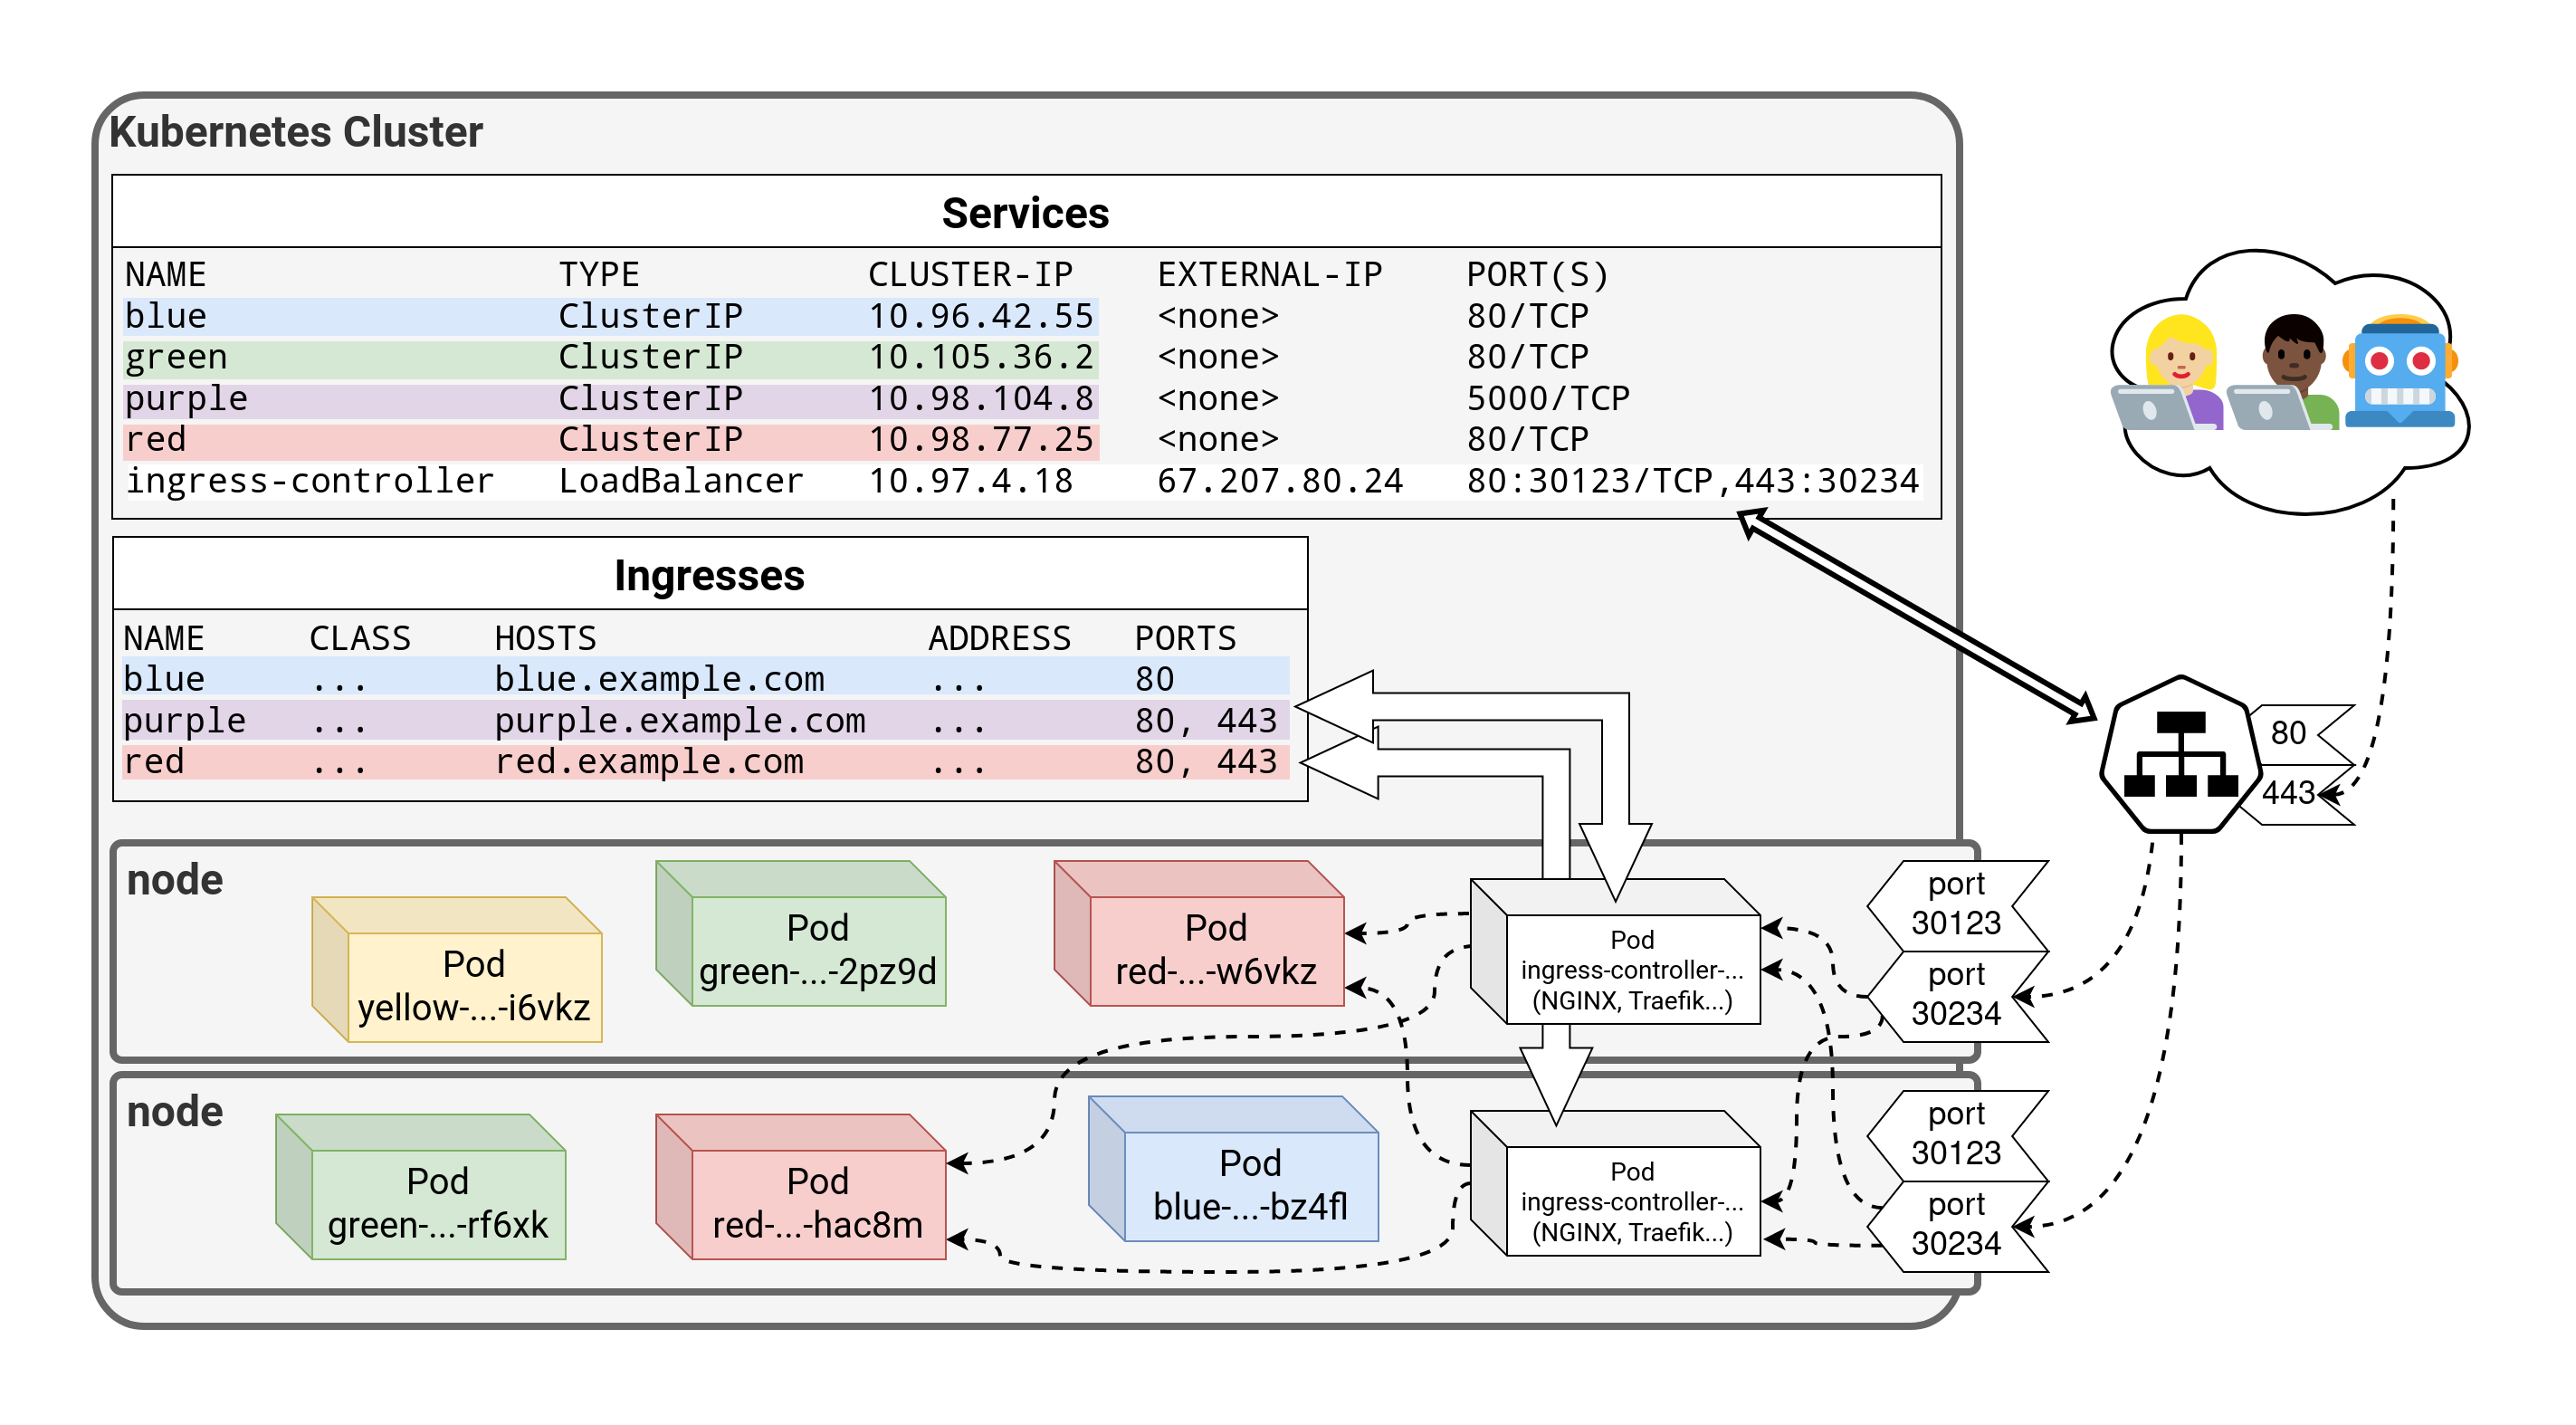 Kubernetes Cluster
Services
NAME TYPE CLUSTER-IP EXTERNAL-IP PORT(S)
blue ClusterIP 10.96.42.55 <none> 80/TCP
green ClusterIP 10.105.36.2 <none> 80/TCP
purple ClusterIP 10.98.104.8 <none> 5000/TCP
red ClusterIP 10.98.77.25 <none> 80/TCP
ingress-controller LoadBalancer 10.97.4.18 67.207.80.24 80:30123/TCP,443:30234
Ingresses
NAME CLASS HOSTS ADDRESS PORTS
blue ... blue.example.com ... 80
purple ... purple.example.com ... 80, 443
red ... red.example.com ... 80, 443
80
443
node
Pod
yellow-...-i6vkz
Pod
green-...-2pz9d
Pod
red-...-w6vkz
Pod
ingress-controller-...
(NGINX, Traefik...)
port
30123
port
30234
node
Pod
green-...-rf6xk
Pod
red-...-hac8m
Pod
blue-...-bz4fl
Pod
ingress-controller-...
(NGINX, Traefik...)
port
30123
port
30234